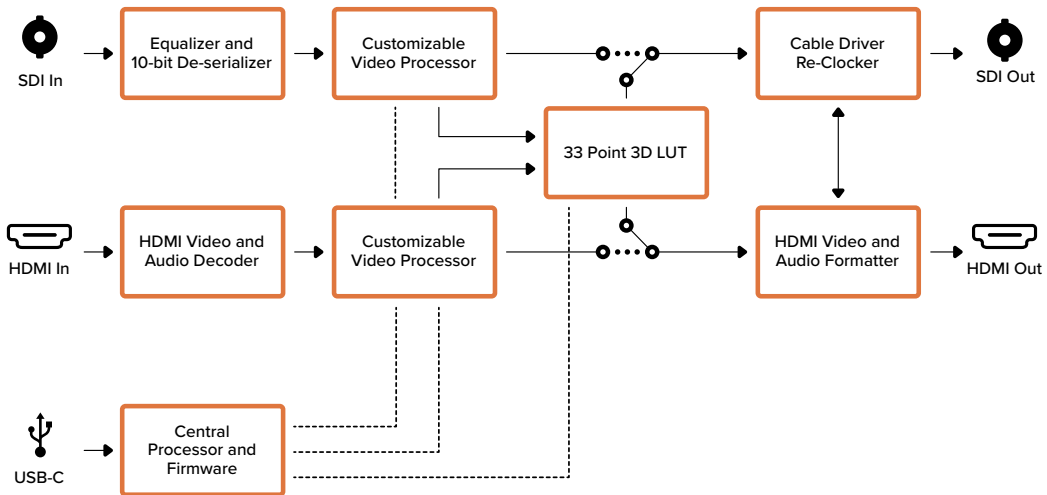 SDI In
Equalizer and
10-bit De-serializer
Customizable
Video Processor
Cable Driver
Re-Clocker
SDI Out
33 Point 3D LUT
HDMI In
HDMI Video and
Audio Decoder
Customizable
Video Processor
HDMI Video and
Audio Formatter
HDMI Out
USB-C
Central
Processor and
Firmware